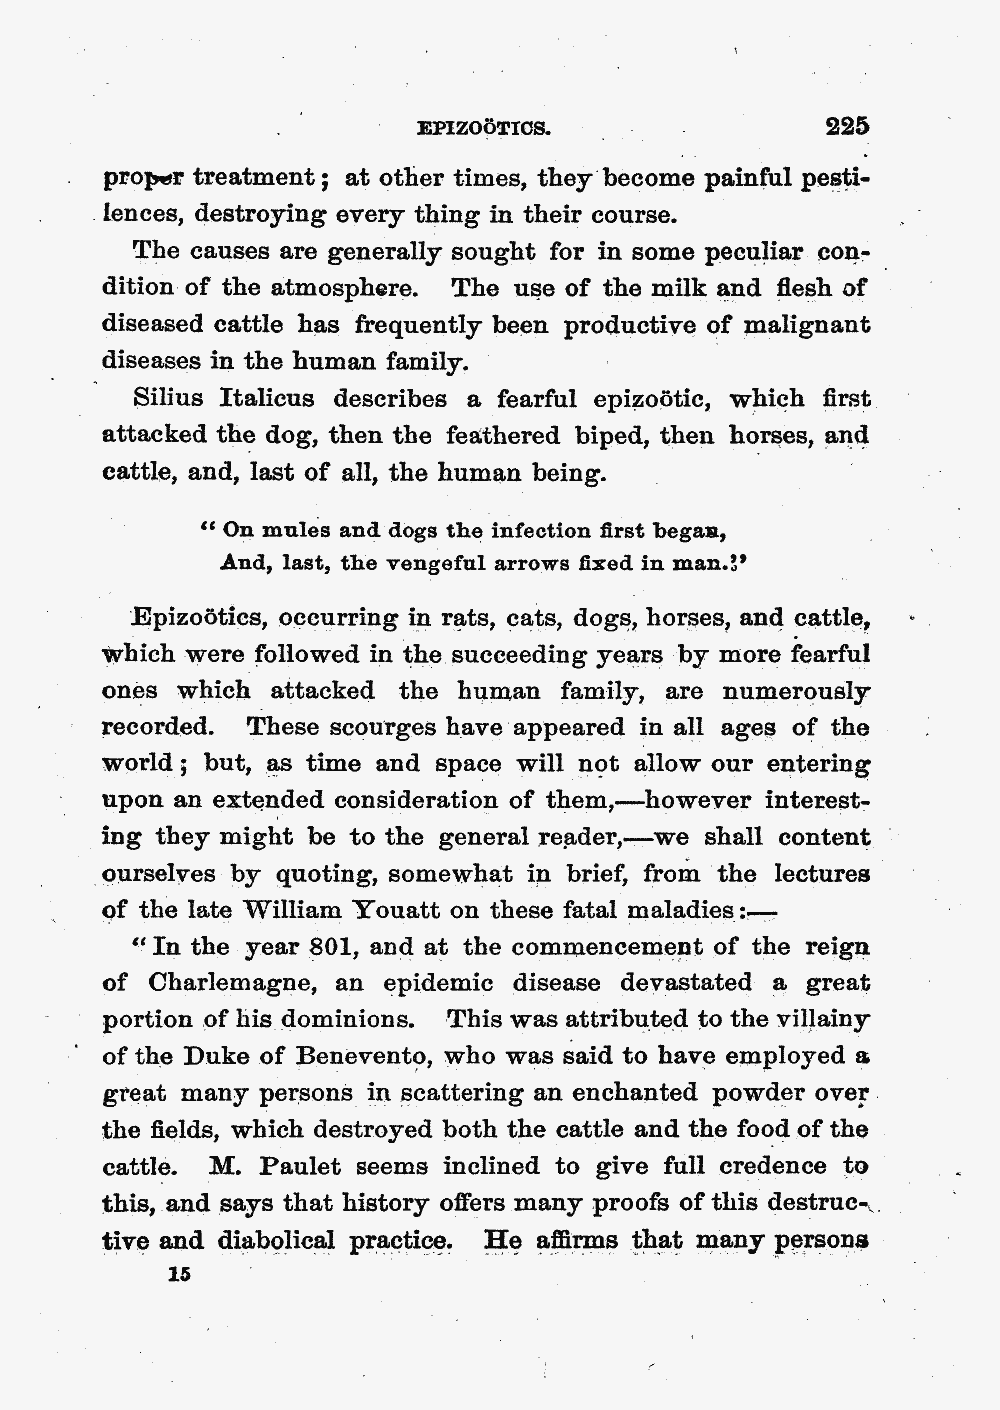 EPIZOÖTICS. 225
proper treatment; at other times, they become painful pesti-
lences, destroying every thing in their course.
The causes are generally sought for in some peculiar con-
dition of the atmosphere. The use of the milk and flesh of
diseased cattle has frequently been productive of malignant
diseases in the human family.
Silius Italicus describes a fearful epizoötic, which first
attacked the dog, then the feathered biped, then horses, and
cattle, and, last of all, the human being.
“On mules and dogs the infection first began,
And, last, the vengeful arrows fixed in man.”
Epizoötics, occurring in rats, cats, dogs, horses, and cattle,
which were followed in the succeeding years by more fearful
ones which attacked the human family, are numerously
recorded. These scourges have appeared in all ages of the
world; but, as time and space will not allow our entering
upon an extended consideration of them,—however interest-
ing they might be to the general reader,—we shall content
ourselves by quoting, somewhat in brief, from the lectures
of the late William Youatt on these fatal maladies:—
“In the year 801, and at the commencement of the reign
of Charlemagne, an epidemic disease devastated a great
portion of his dominions. This was attributed to the villainy
of the Duke of Benevento, who was said to have employed a
great many persons in scattering an enchanted powder over
the fields, which destroyed both the cattle and the food of the
cattle. M. Paulet seems inclined to give full credence to
this, and says that history offers many proofs of this destruc-
tive and diabolical practice. He affirms that many persons
15